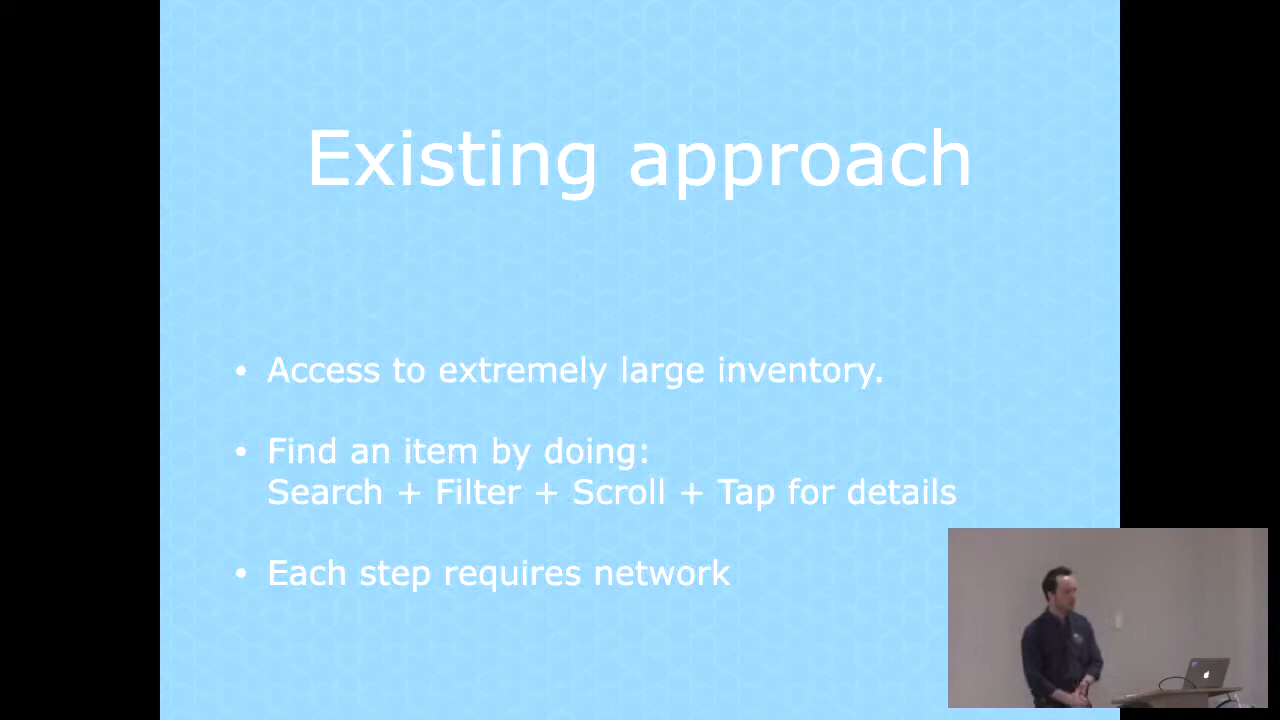 Existing approach
• Access to extremely large inventory.
• Find an item by doing:
Search + Filter + Scroll + Tap for details
• Each step requires network